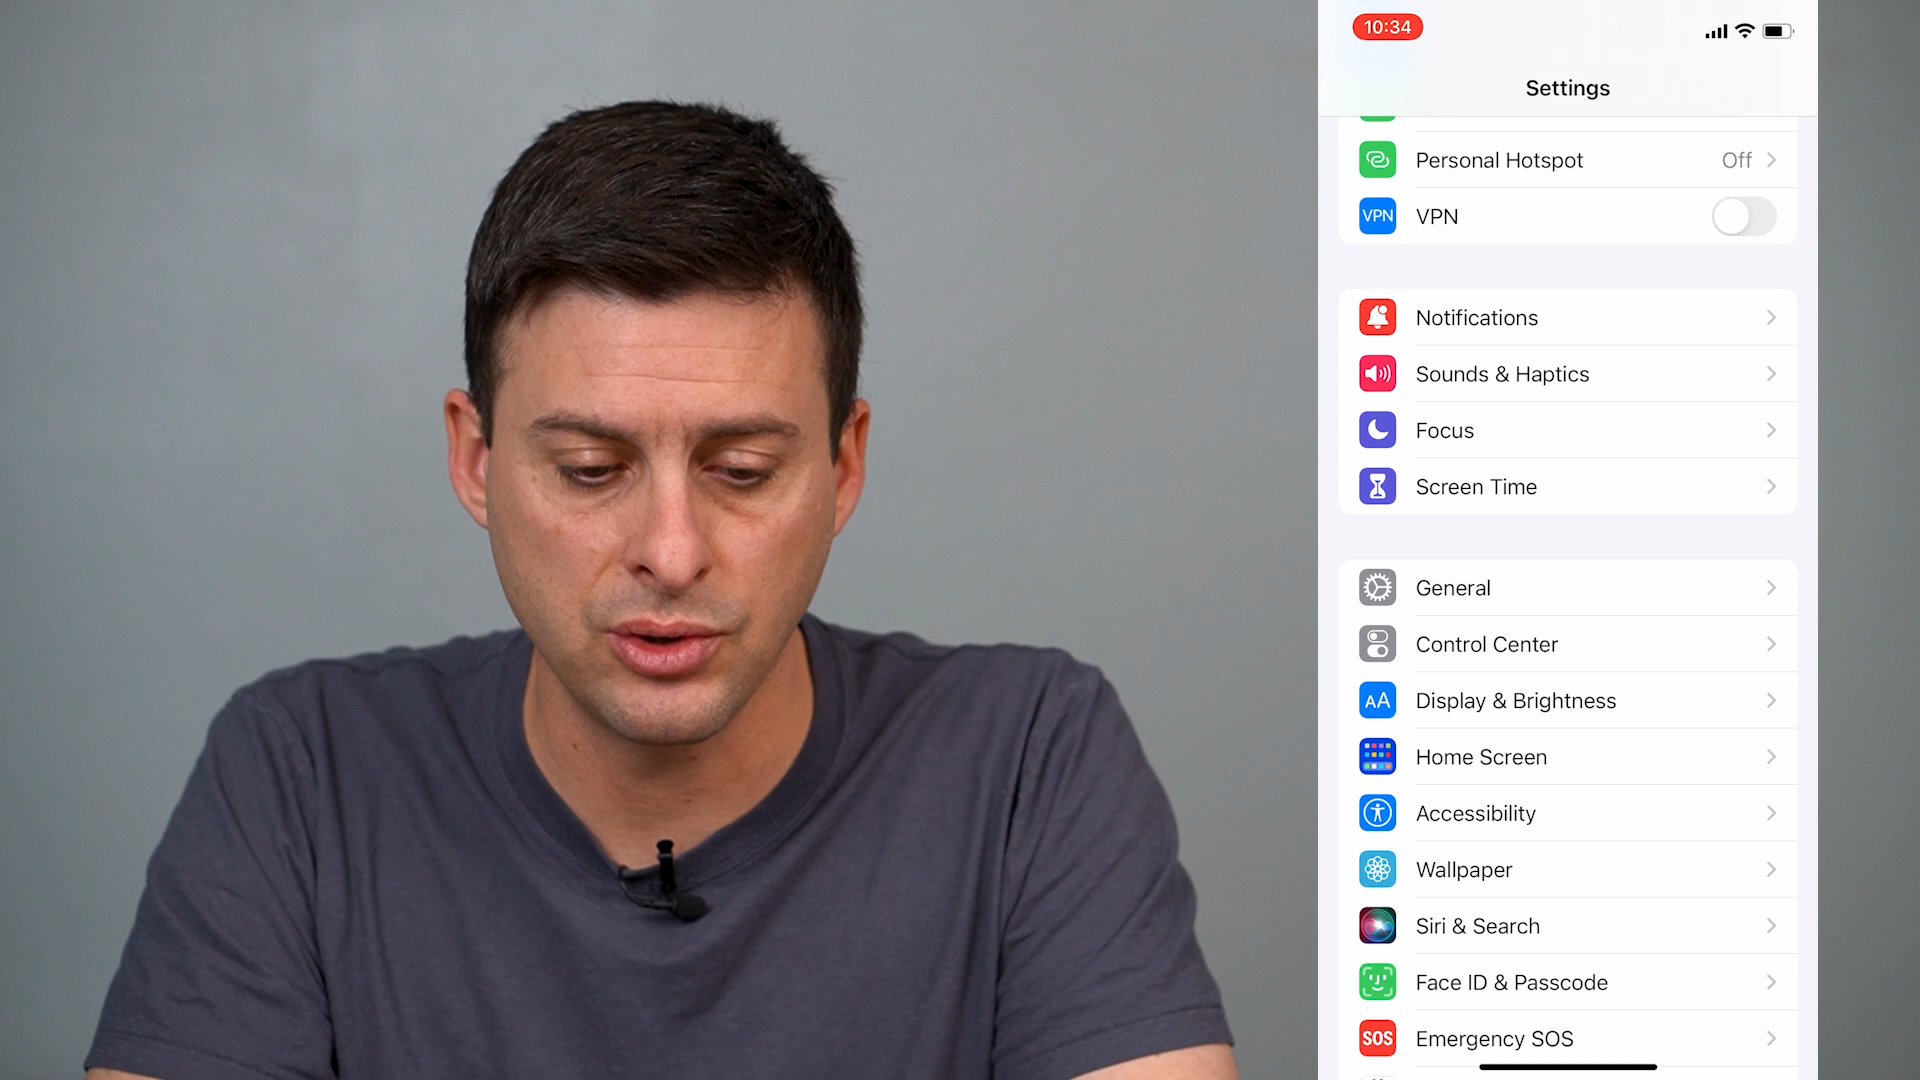 10:34
Settings
Personal Hotspot Off
VPN VPN
Notifications
Sounds & Haptics
Focus
Screen Time
General
Control Center
AA Display & Brightness
Home Screen
Accessibility
Wallpaper
Siri & Search
Face ID & Passcode
SOS Emergency SOS